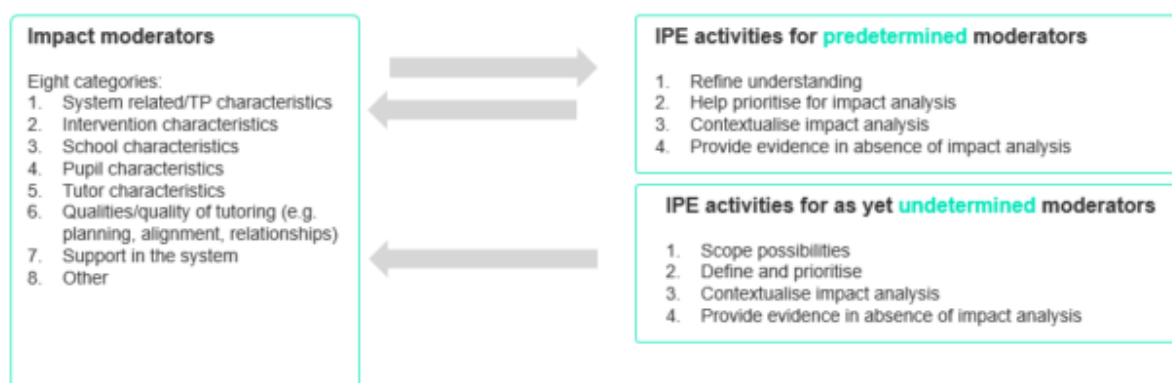 Impact moderators
Eight categories:
1. System related/TP characteristics
2. Intervention characteristics
3. School characteristics
4. Pupil characteristics
5. Tutor characteristics
6. Qualities/quality of tutoring (e.g.
planning, alignment, relationships)
7. Support in the system
8. Other
IPE activities for predetermined moderators
1. Refine understanding
2. Help prioritise for impact analysis
3. Contextualise impact analysis
4. Provide evidence in absence of impact analysis
IPE activities for as yet undetermined moderators
1. Scope possibilities
2. Define and prioritise
3. Contextualise impact analysis
4. Provide evidence in absence of impact analysis